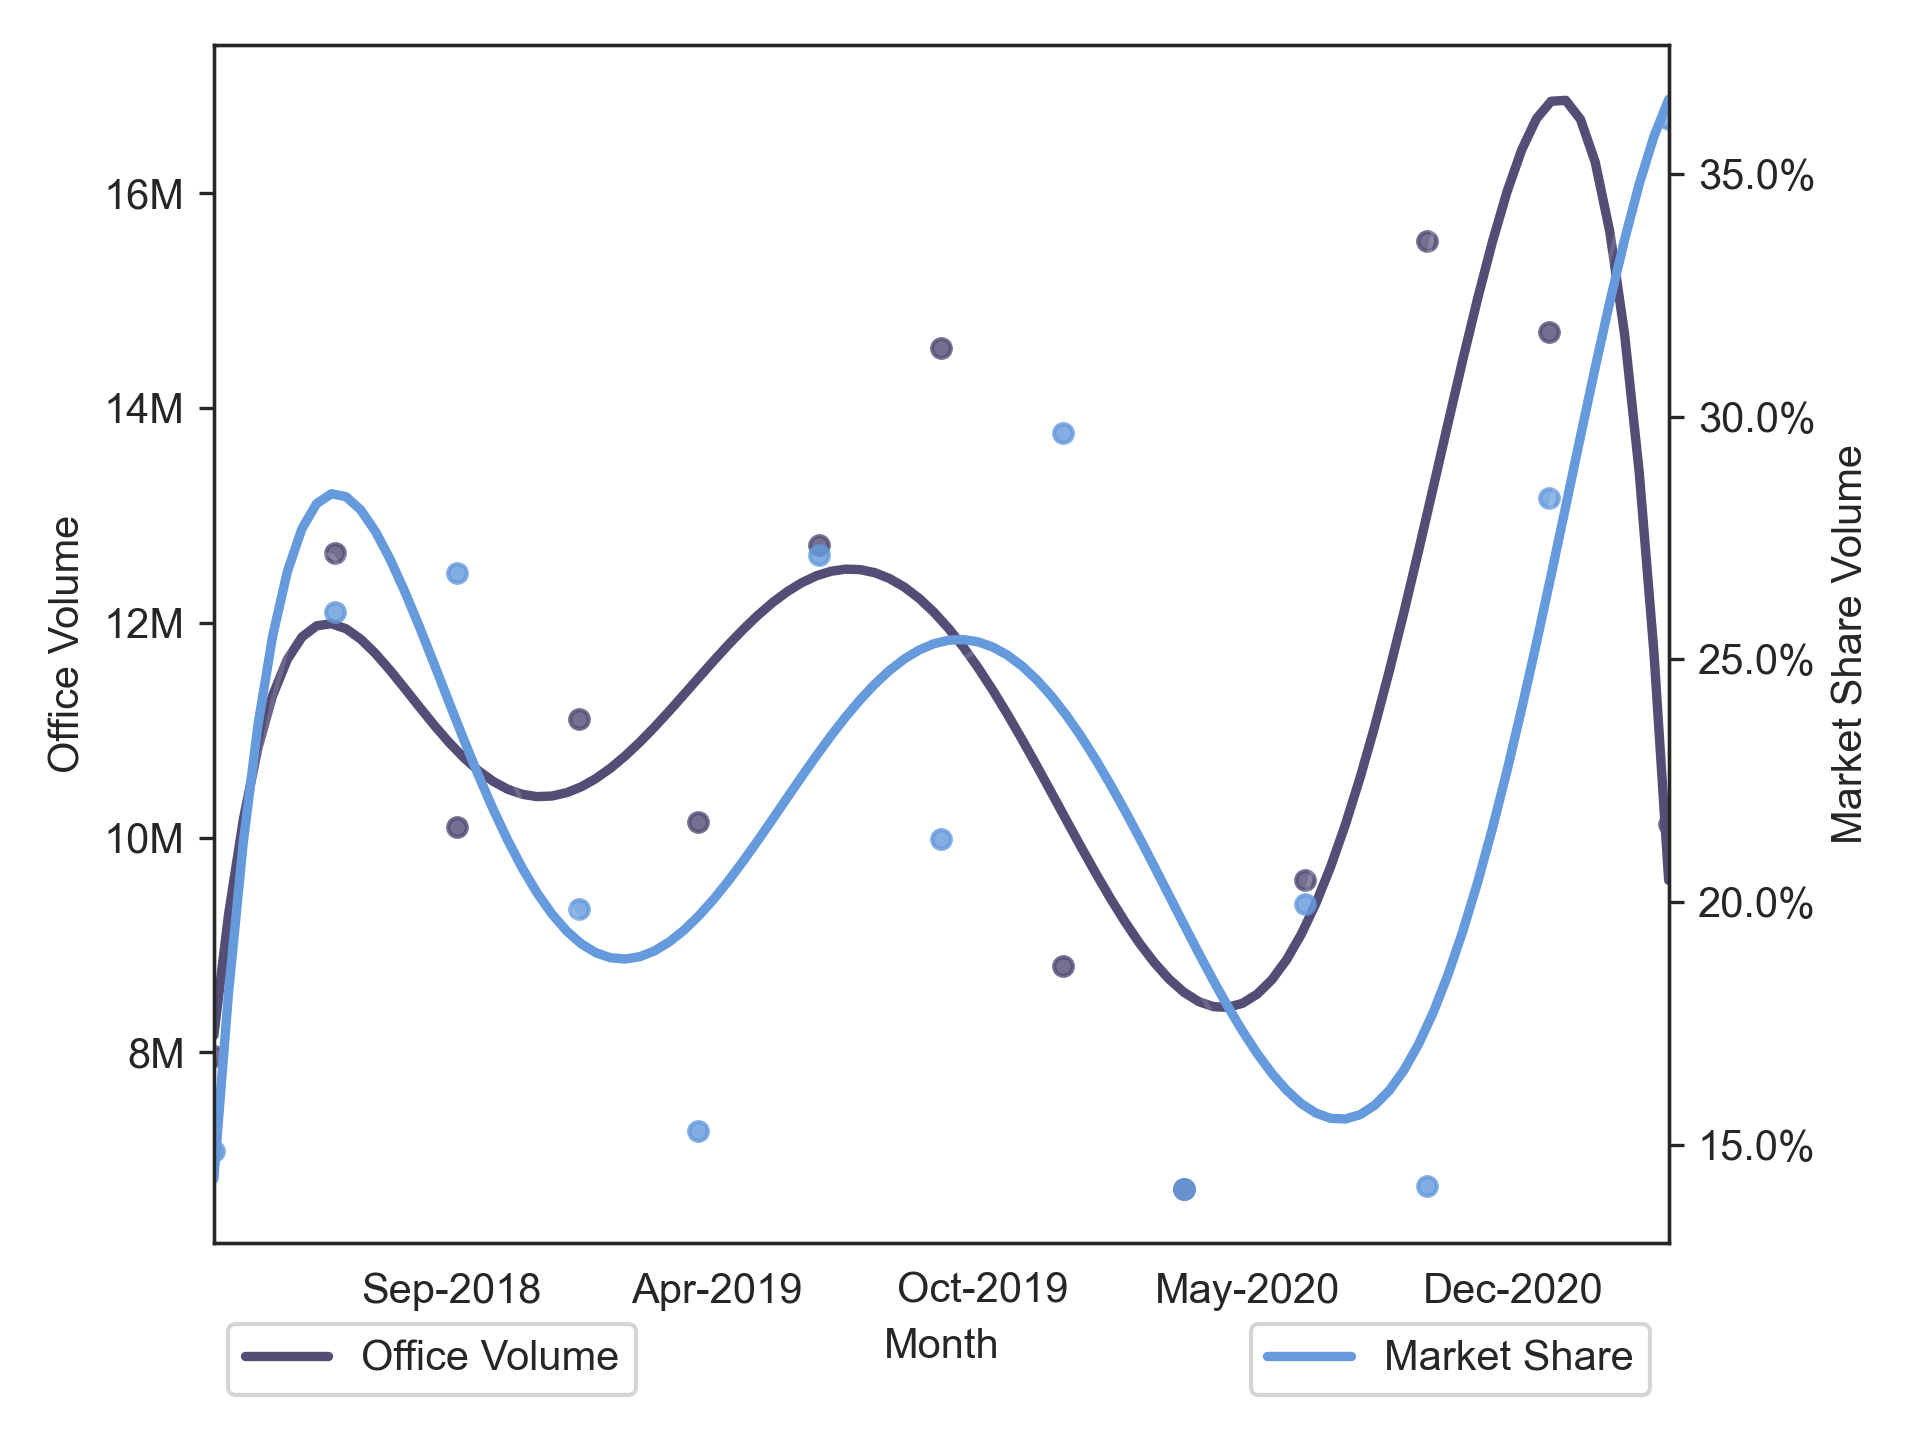 16M
14M
12M
10M
8M
Office Volume
35.0%
30.0%
25.0%
20.0%
15.0%
Market Share Volume
Sep-2018
Apr-2019
Oct-2019
May-2020
Dec-2020
Month
Office Volume
Market Share